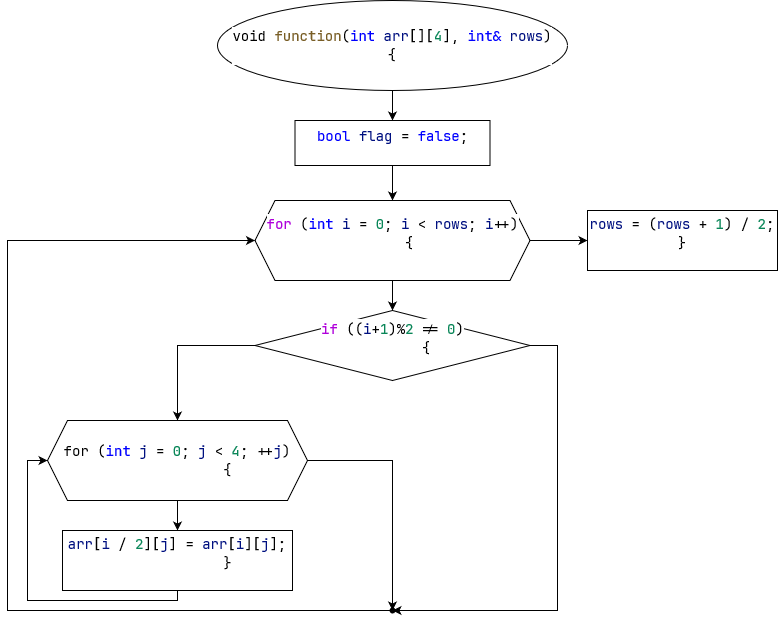 void function(int arr[][4], int& rows)
{
bool flag = false;
for (int i = 0; i < rows; i++)
{
rows = (rows + 1) / 2;
}
if ((i+1)%2 != 0)
{
for (int j = 0; j < 4; ++j)
{
arr[i / 2][j] = arr[i][j];
}